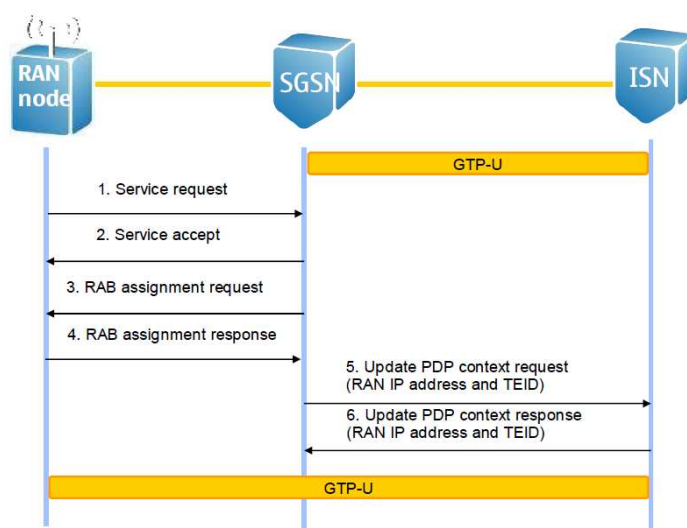 RAN
node
SGSN
ISN
GTP-U
1. Service request
2. Service accept
3. RAB assignment request
4. RAB assignment response
5. Update PDP context request
(RAN IP address and TEID)
6. Update PDP context response
(RAN IP address and TEID)
GTP-U